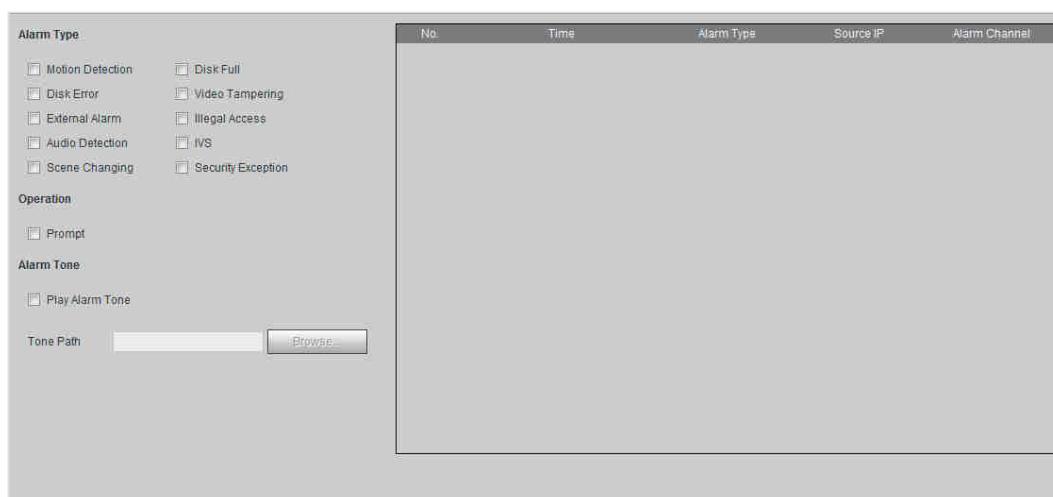 Alarm Type
Motion Detection Disk Full
Disk Error Video Tampering
External Alarm Illegal Access
Audio Detection IVS
Scene Changing Security Exception
Operation
Prompt
Alarm Tone
Play Alarm Tone
Tone Path Browse...
No. Time Alarm Type Source IP Alarm Channel